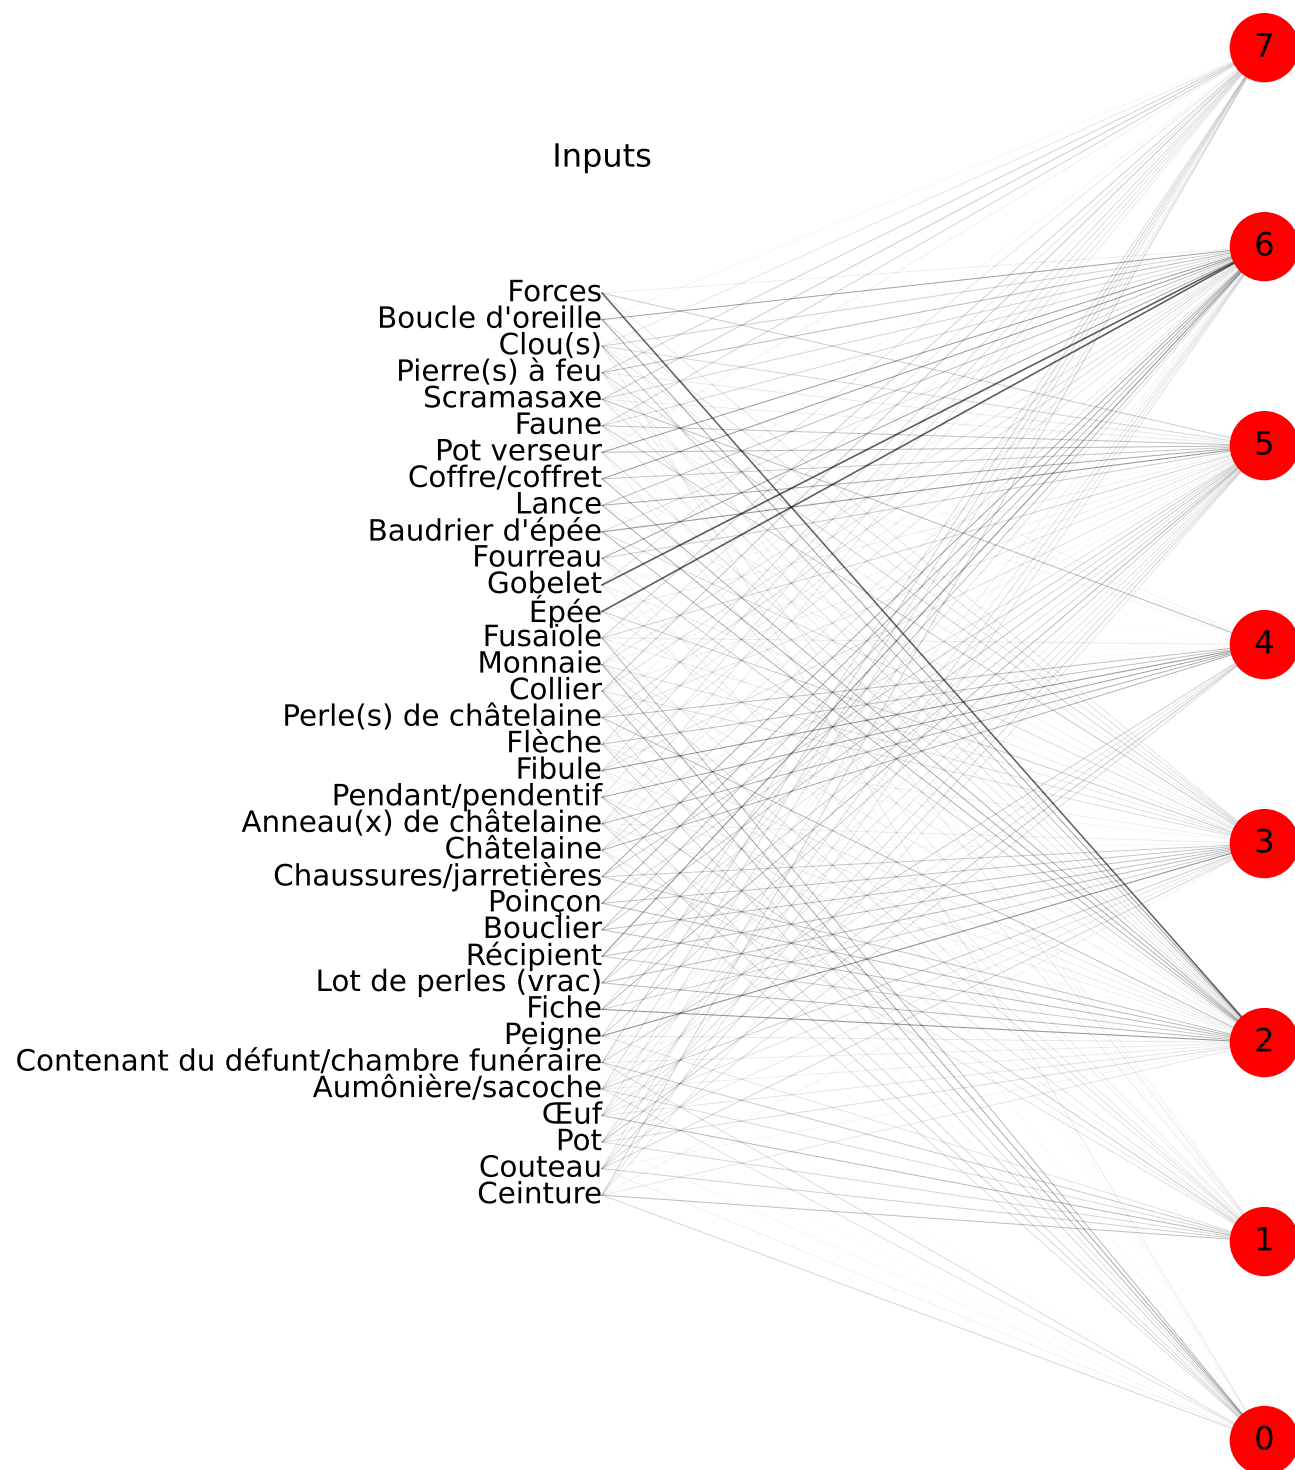 7
Inputs
6
Forces
Boucle d'oreille
Clou(s)
Pierre(s) à feu
Scramasaxe
Faune
5
Pot verseur
Coffre/coffret
Lance
Baudrier d'épée
Fourreau
Gobelet
Épée
Fusaïole
4
Monnaie
Collier
Perle(s) de châtelaine
Flèche
Fibule
Pendant/pendentif
Anneau(x) de châtelaine
3
Châtelaine
Chaussures/jarretières
Poinçon
Bouclier
Récipient
Lot de perles (vrac)
Fiche
Peigne
2
Contenant du défunt/chambre funéraire
Aumônière/sacoche
Œuf
Pot
Couteau
Ceinture
1
0